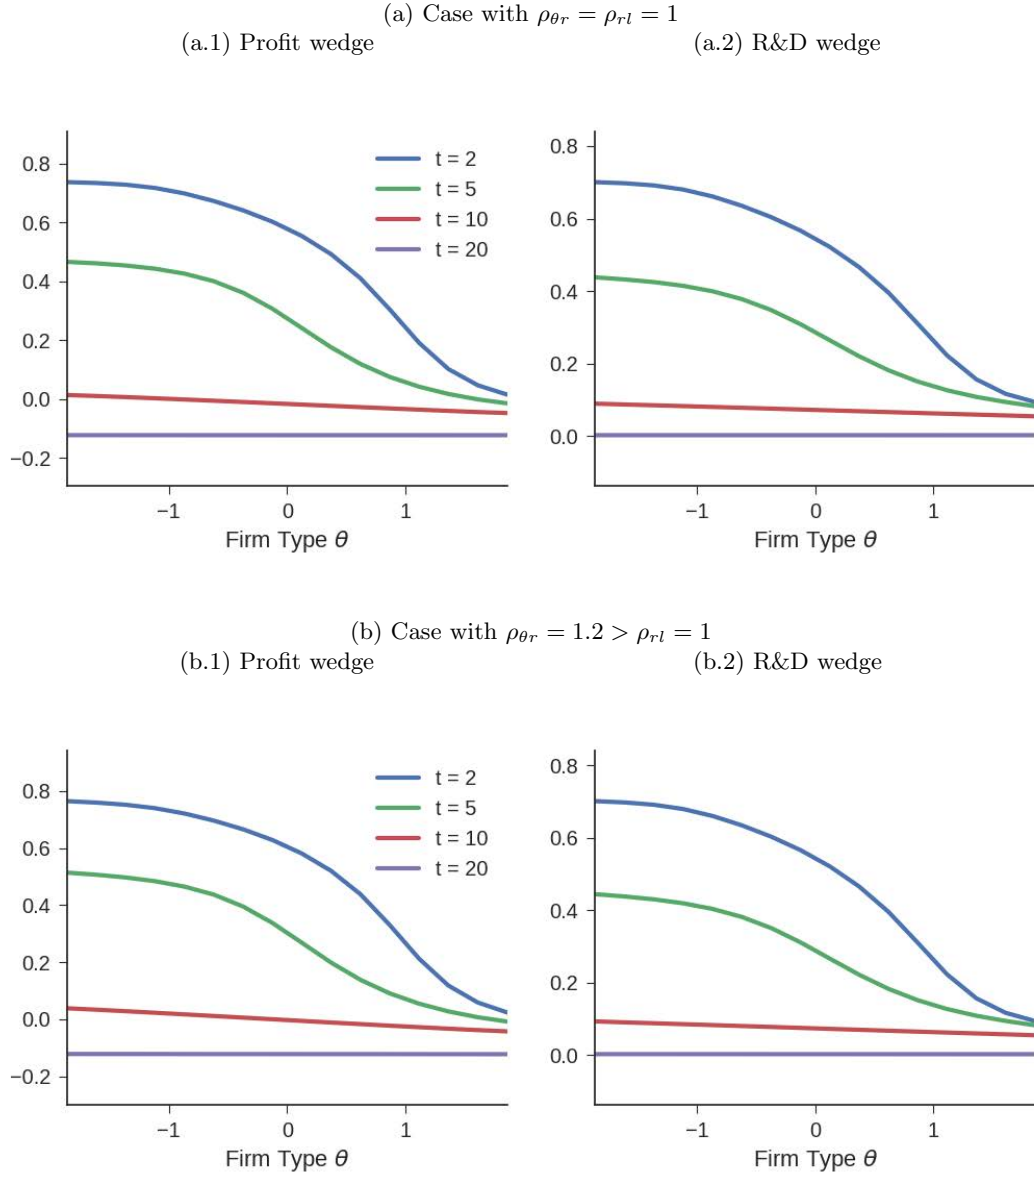 (a) Case with ρθr = ρrl = 1
(a.1) Profit wedge
(a.2) R&D wedge
0.8
0.6
0.4
0.2
0.0
−0.2
t = 2
t = 5
t = 10
t = 20
−1
0
1
Firm Type θ
0.8
0.6
0.4
0.2
0.0
−1
0
1
Firm Type θ
(b) Case with ρθr = 1.2 > ρrl = 1
(b.1) Profit wedge
(b.2) R&D wedge
0.8
0.6
0.4
0.2
0.0
−0.2
t = 2
t = 5
t = 10
t = 20
−1
0
1
Firm Type θ
0.8
0.6
0.4
0.2
0.0
−1
0
1
Firm Type θ